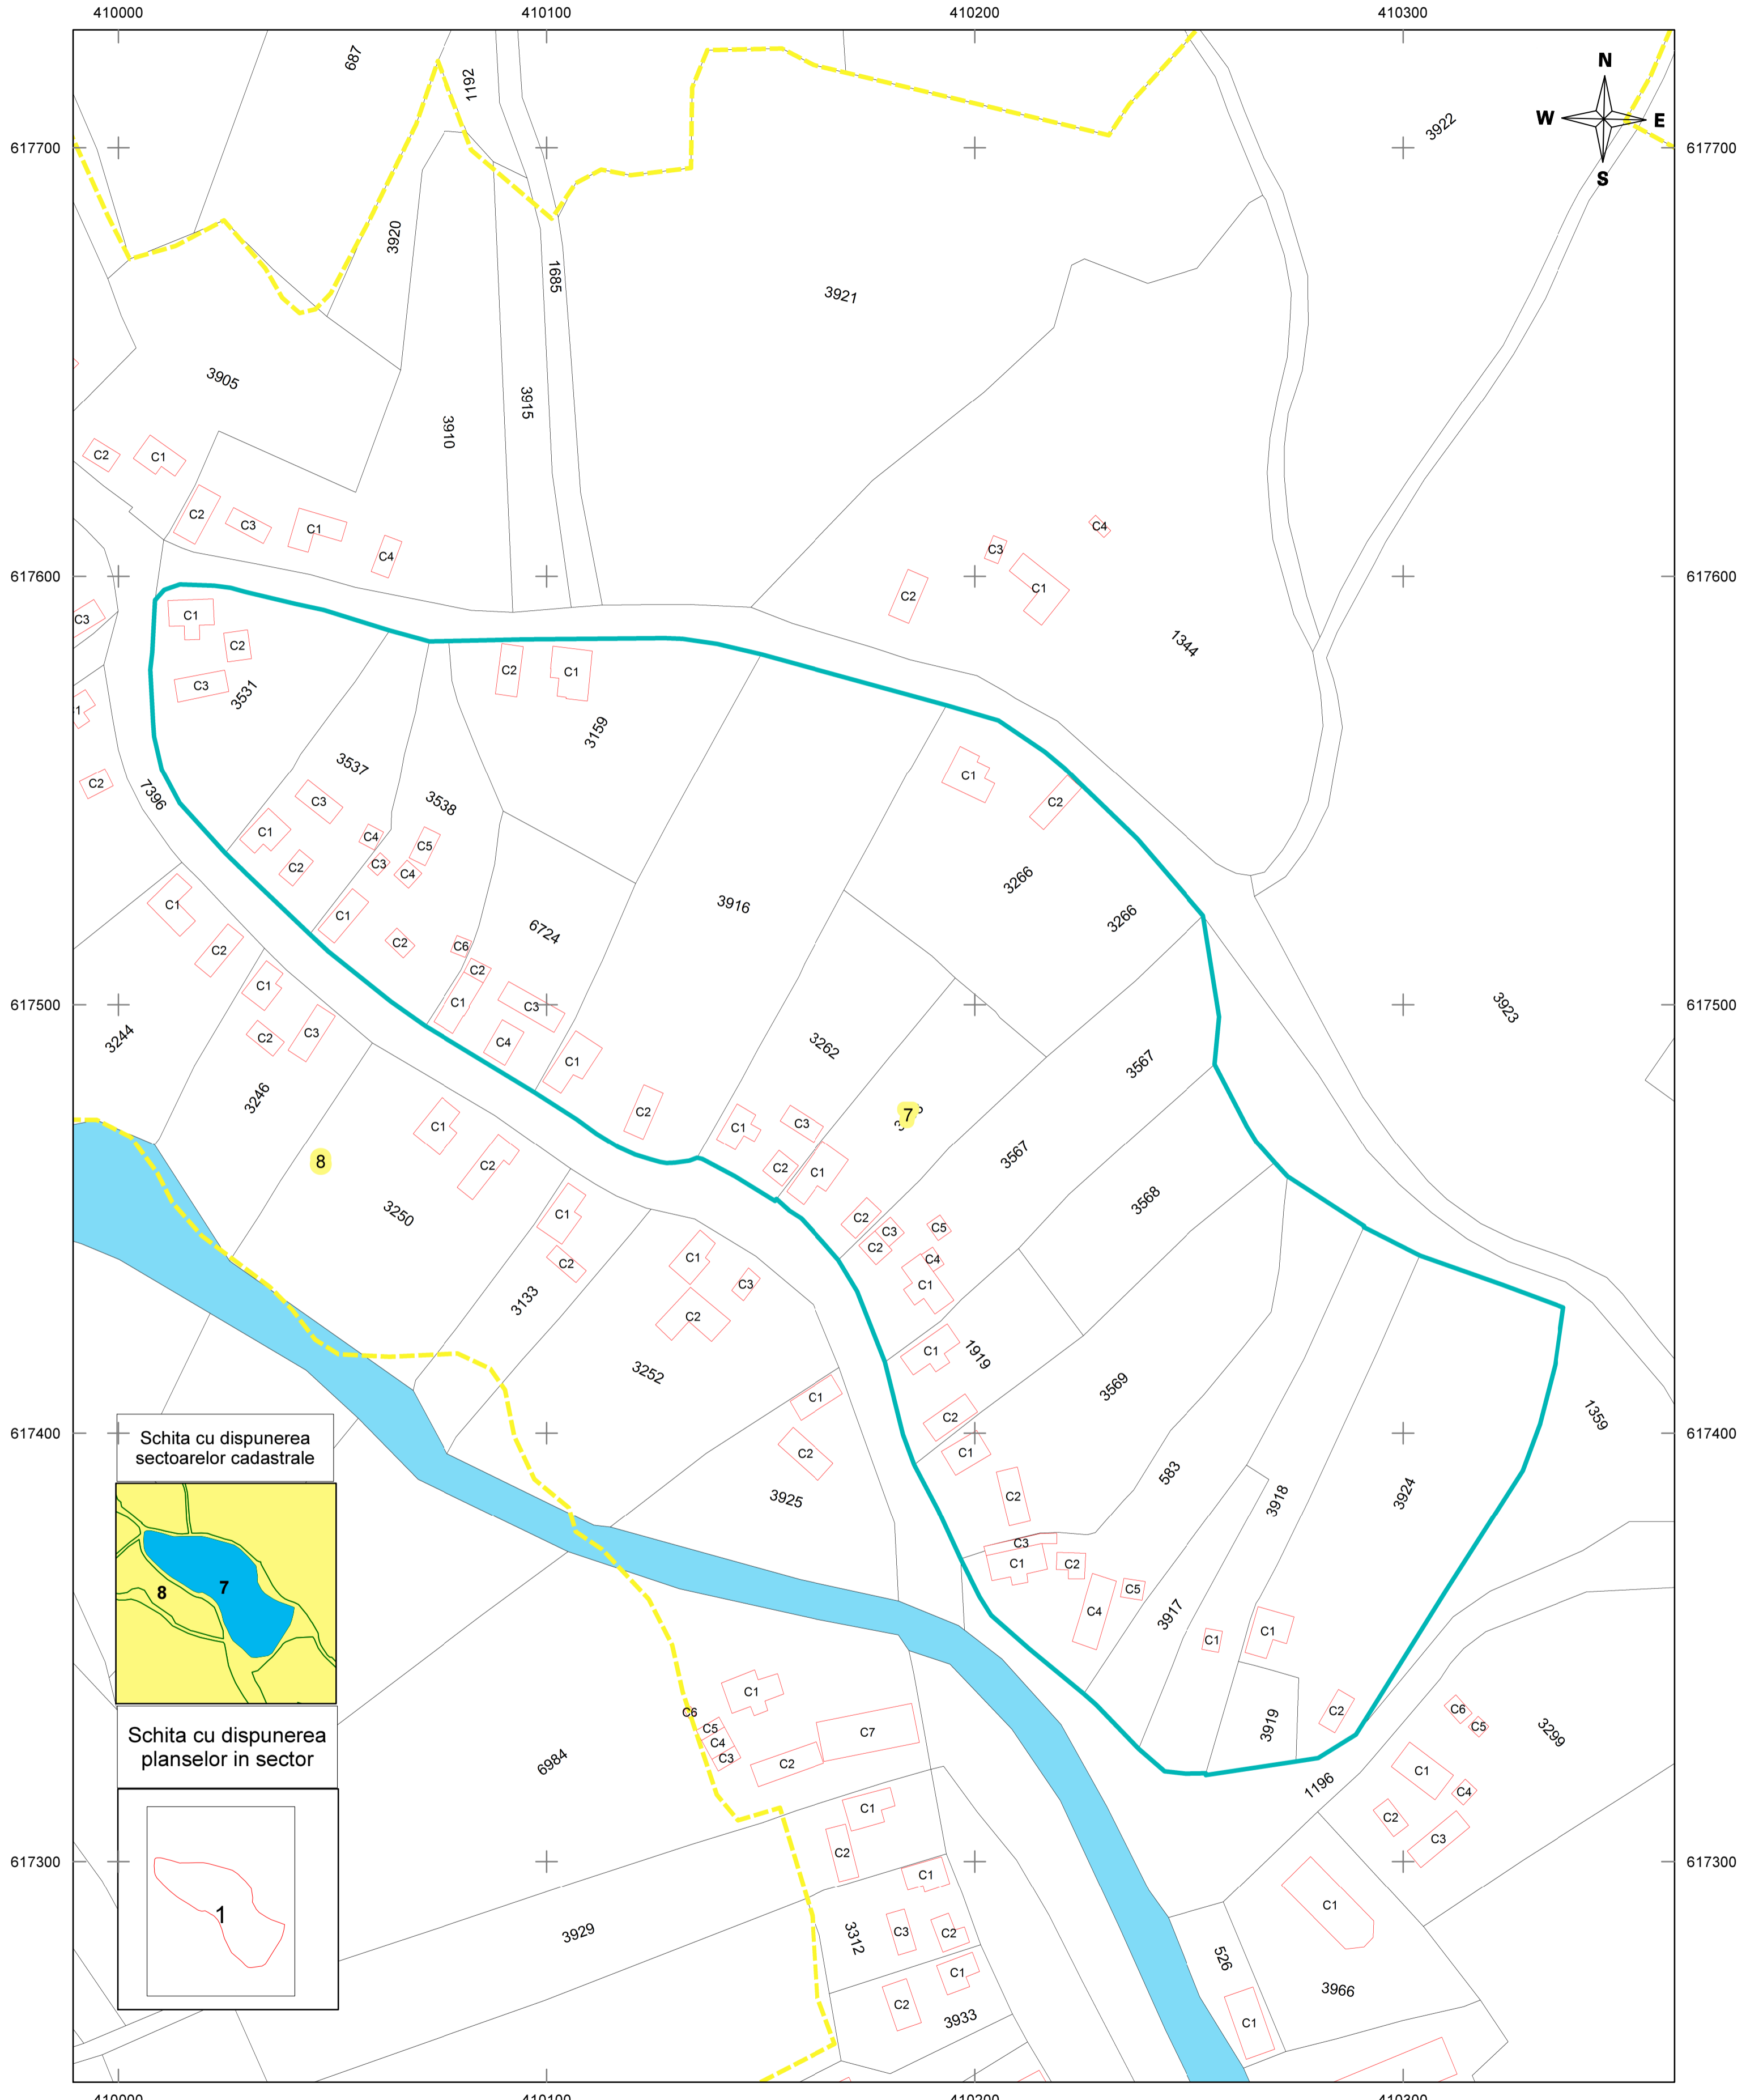 410000
410100
410200
410300
N
W
E
S
687
1192
3922
617700
617700
3920
1685
3921
3905
3915
3910
C2
C1
C2
C3
C1
C4
C4
C3
C1
C2
617600
617600
C3
C1
C2
C3
3531
1344
C2
C1
3159
C1
C2
3537
3538
7396
C2
C3
C1
C2
C4
C3
C5
C4
C1
C2
C6
C2
C1
C3
C4
6724
3916
3266
3266
C1
C2
C1
C2
C1
C2
C3
617500
617500
3244
3246
3262
3923
3567
3567
7
8
C1
C2
C1
C3
C2
C1
C2
C3
C2
C1
C5
C4
C1
3568
3250
C1
C2
C1
C2
3133
C1
C3
C2
3252
C1
1919
3569
C2
C1
C1
C2
617400
617400
1359
3925
583
3918
3924
C2
C3
C1
C2
C5
C4
3917
C1
C1
3919
C2
Schita cu dispunerea
sectoarelor cadastrale
7
8
Schita cu dispunerea
planselor in sector
1
6984
C1
C6
C5
C4
C3
C2
C7
1196
C6
C5
3299
C1
C4
C2
C3
617300
617300
C1
C2
C1
C3
C2
3312
C1
C2
3933
3929
C1
526
3966
C1